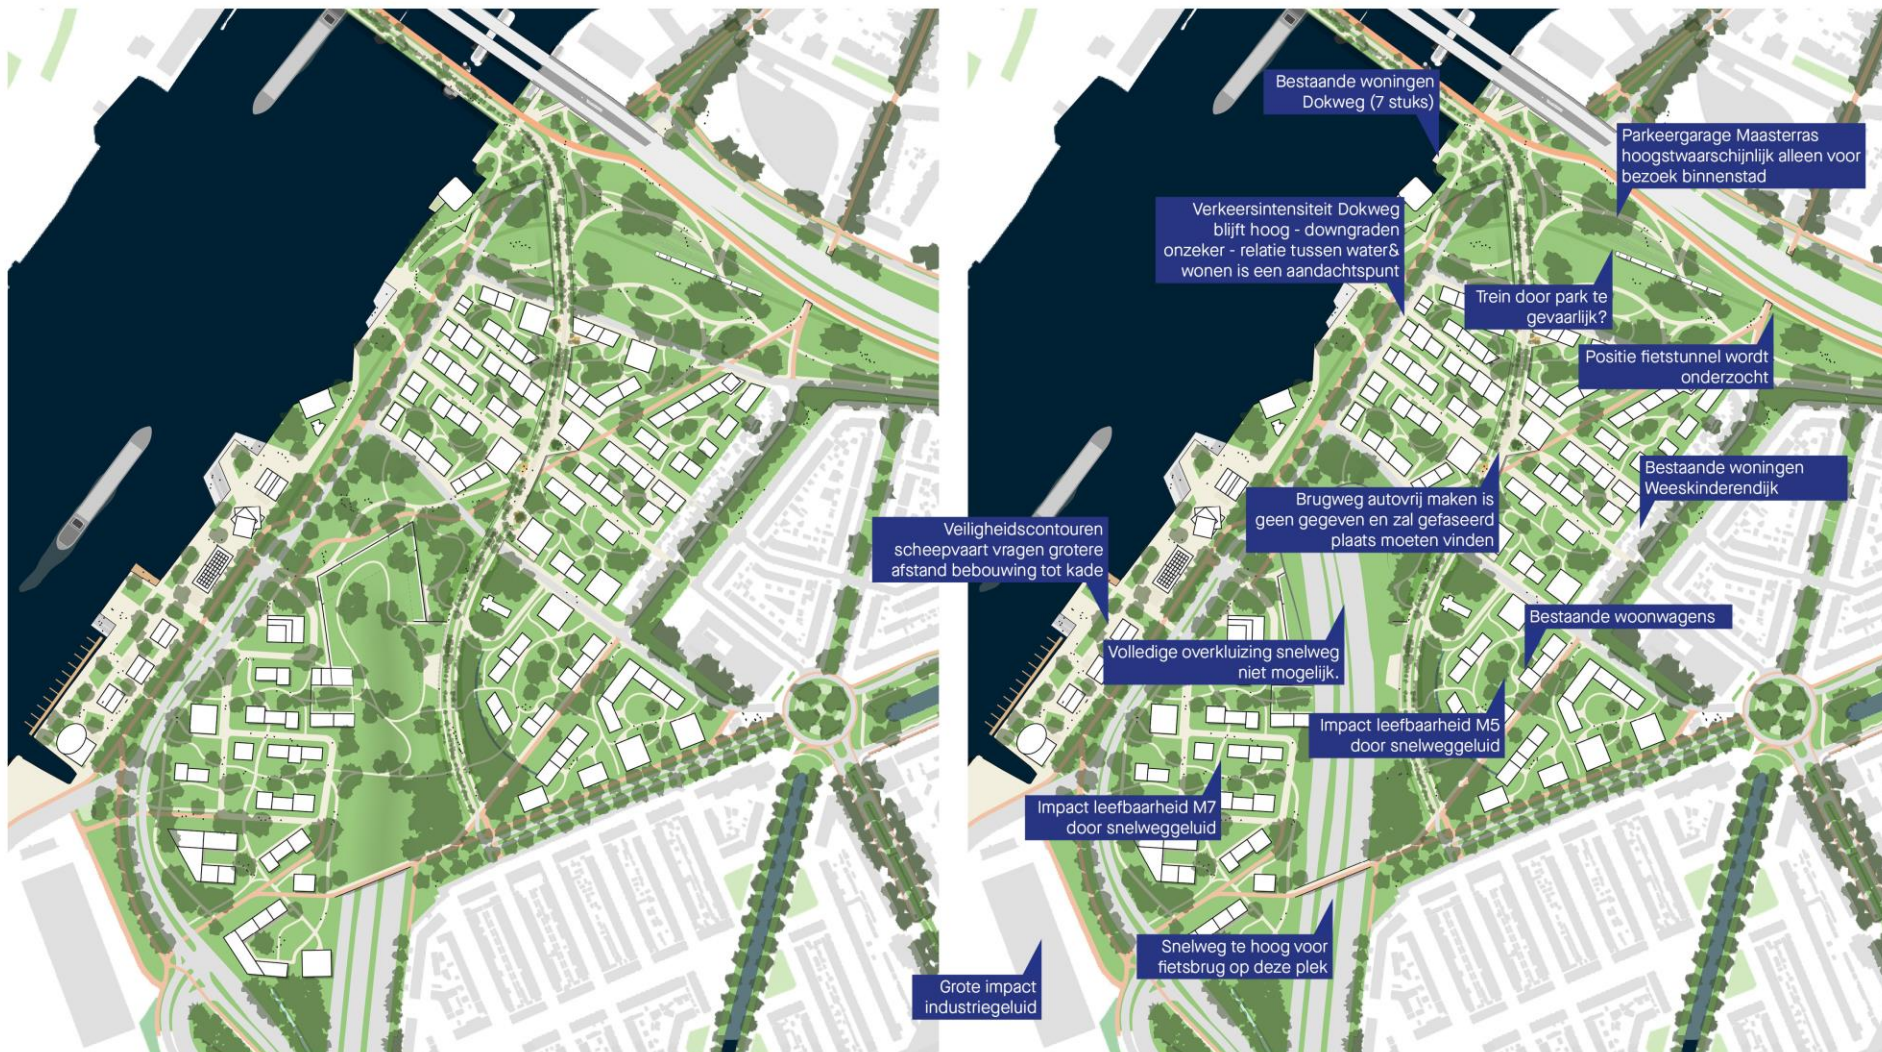 Bestaande woningen
Dokweg (7 stuks)
Parkeergarage Maasterras
hoogstwaarschijnlijk alleen voor
bezoek binnenstad
Verkeersintensiteit Dokweg
blijft hoog - downgraden
onzeker - relatie tussen water&
wonen is een aandachtspunt
Trein door park te
gevaarlijk?
Positie fietstunnel wordt
onderzocht
Bestaande woningen
Weeskinderendijk
Brugweg autovrij maken is
geen gegeven en zal gefaseerd
plaats moeten vinden
Veiligheidscontouren
scheepvaart vragen grotere
afstand bebouwing tot kade
Bestaande woonwagens
Volledige overkluizing snelweg
niet mogelijk.
Impact leefbaarheid M5
door snelweggeluid
Impact leefbaarheid M7
door snelweggeluid
Snelweg te hoog voor
fietsbrug op deze plek
Grote impact
industriegeluid